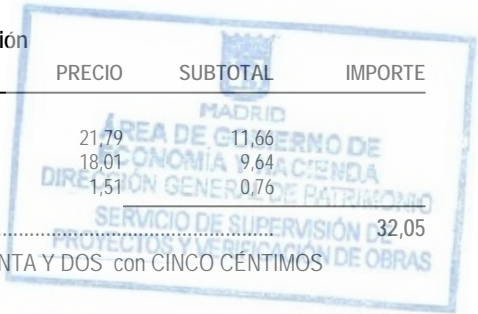 ión
PRECIO SUBTOTAL IMPORTE
MADRID
21,79 11,66
ÁREA DE GOBIERNO DE
18,01 9,64
ECONOMÍA Y HACIENDA
1,51 0,76
DIRECCIÓN GENERAL DE PATRIMONIO
SERVICIO DE SUPERVISIÓN DE
................................................ 32,05
PROYECTOS Y VERIFICACIÓN DE OBRAS
NTA Y DOS con CINCO CÉNTIMOS